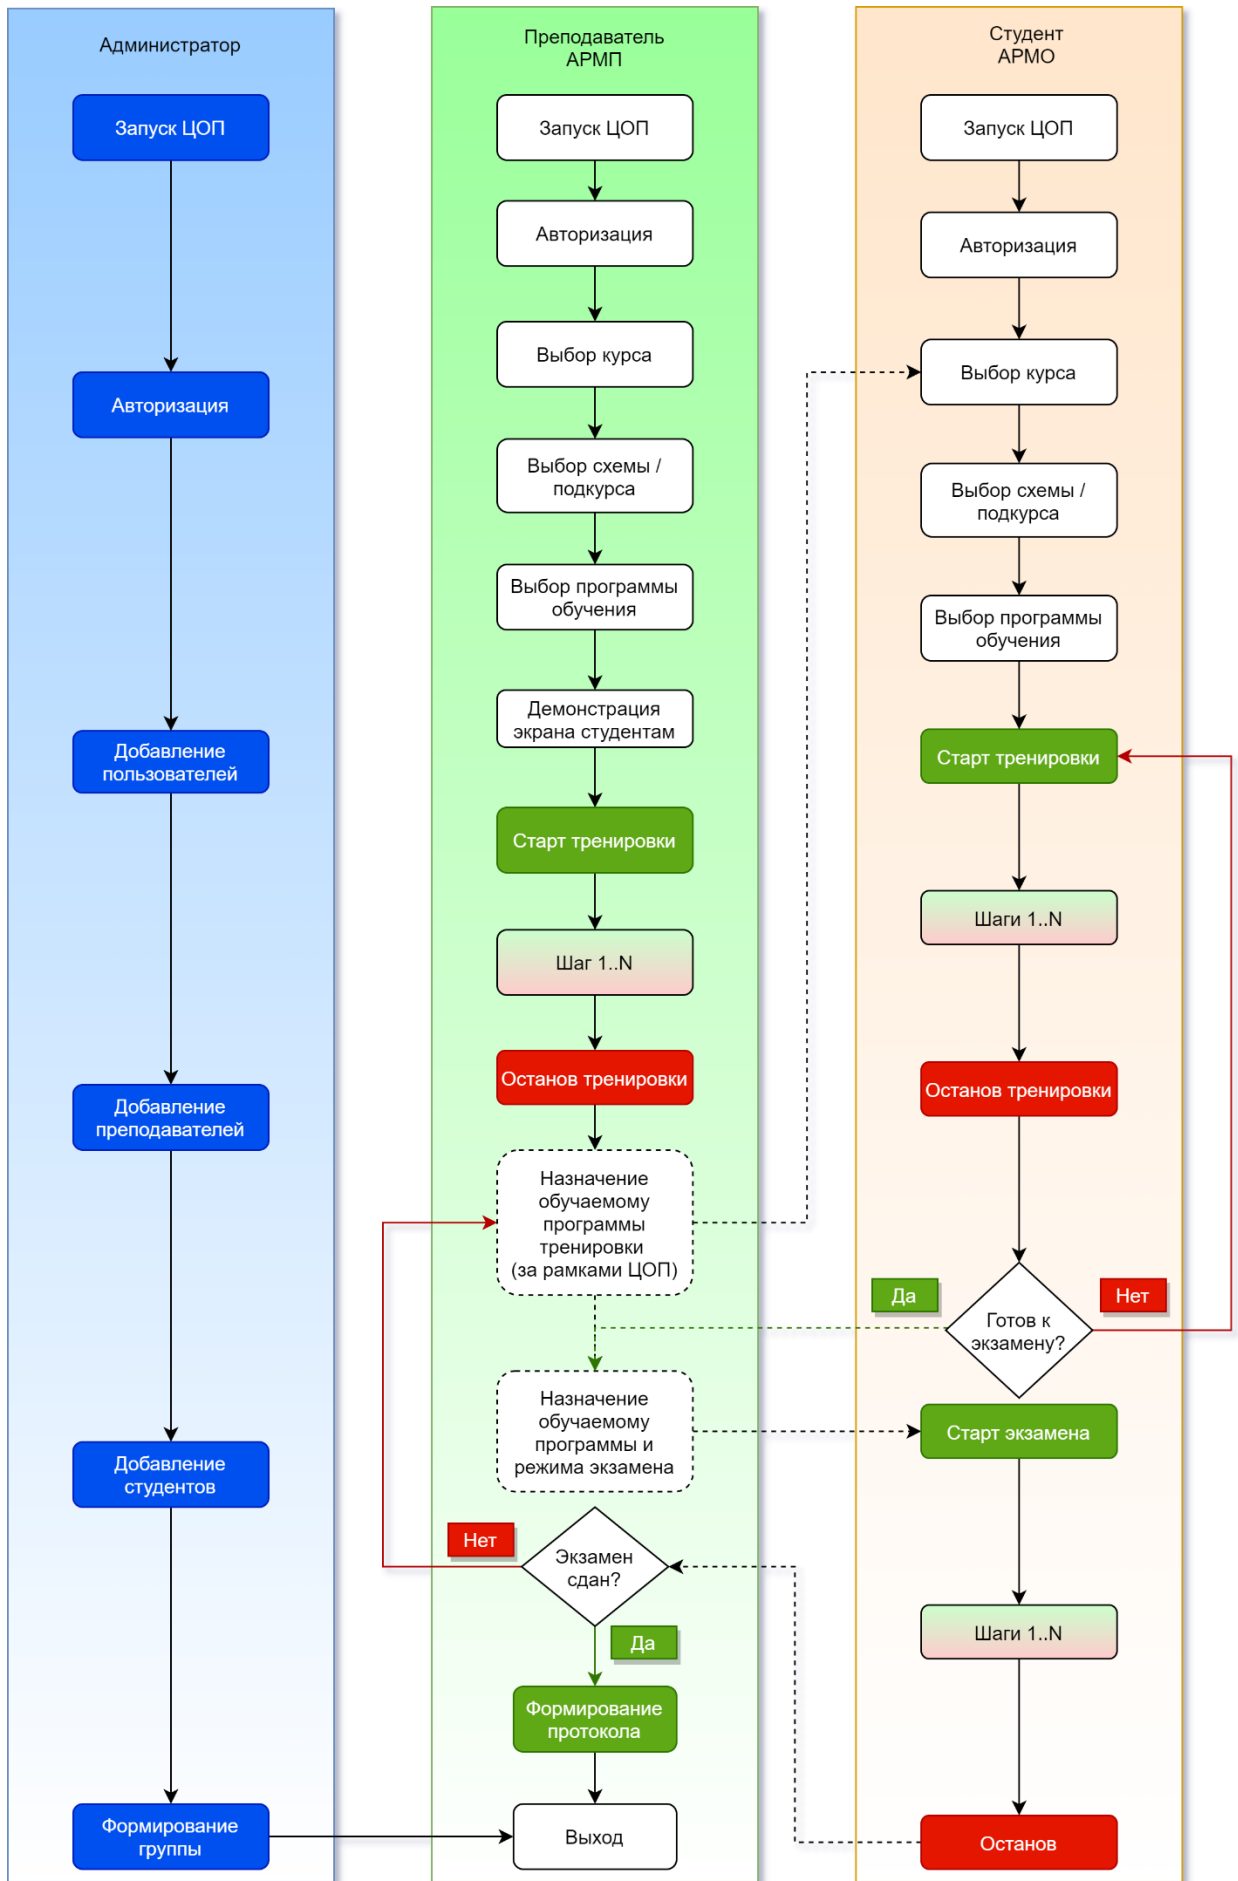 Администратор
Запуск ЦОП
Авторизация
Добавление
пользователей
Добавление
преподавателей
Добавление
студентов
Формирование
группы
Преподаватель
АРМП
Запуск ЦОП
Авторизация
Выбор курса
Выбор схемы /
подкурса
Выбор программы
обучения
Демонстрация
экрана студентам
Старт тренировки
Шаг 1..N
Останов тренировки
Назначение
обучаемому
программы
тренировки
(за рамками ЦОП)
Назначение
обучаемому
программы и
режима экзамена
Нет
Экзамен
сдан?
Да
Формирование
протокола
Выход
Студент
АРМО
Запуск ЦОП
Авторизация
Выбор курса
Выбор схемы /
подкурса
Выбор программы
обучения
Старт тренировки
Шаги 1..N
Останов тренировки
Да
Готов к
экзамену?
Нет
Старт экзамена
Шаги 1..N
Останов